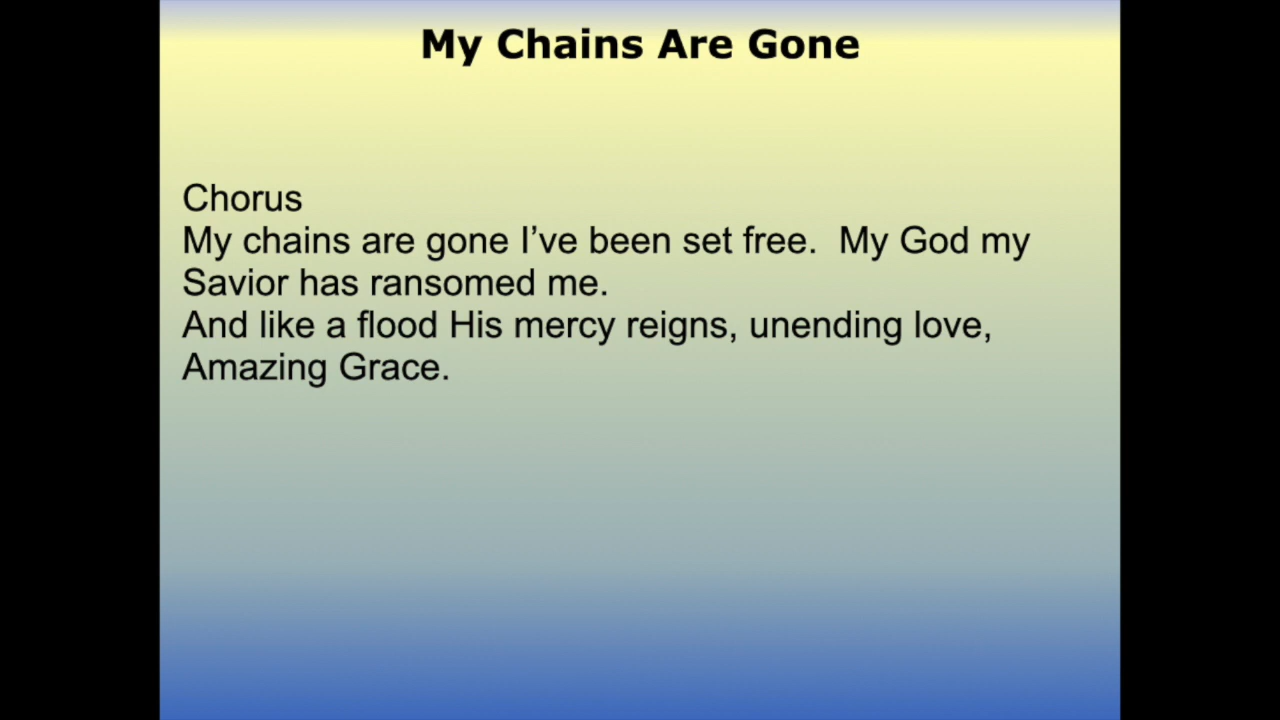 My Chains Are Gone
Chorus
My chains are gone I’ve been set free.  My God my
Savior has ransomed me.
And like a flood His mercy reigns, unending love,
Amazing Grace.